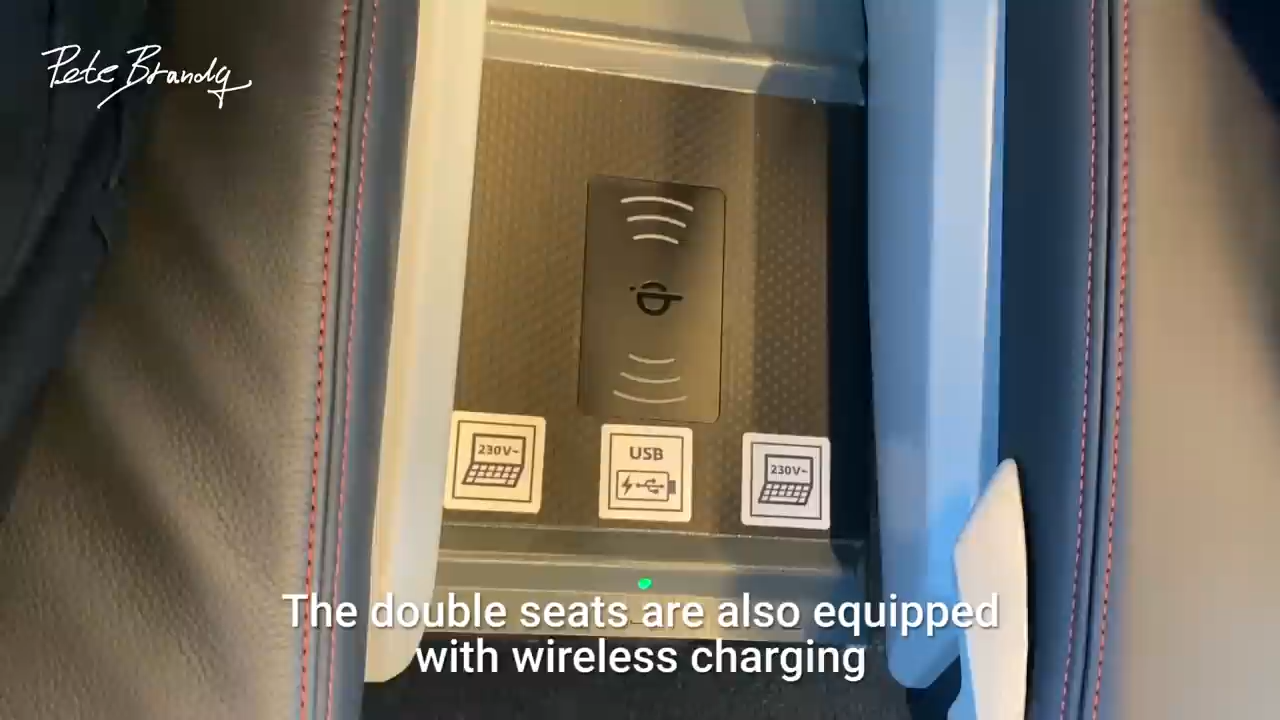 Pete Brandy
230V~
USB
230V~
The double seats are also equipped
with wireless charging